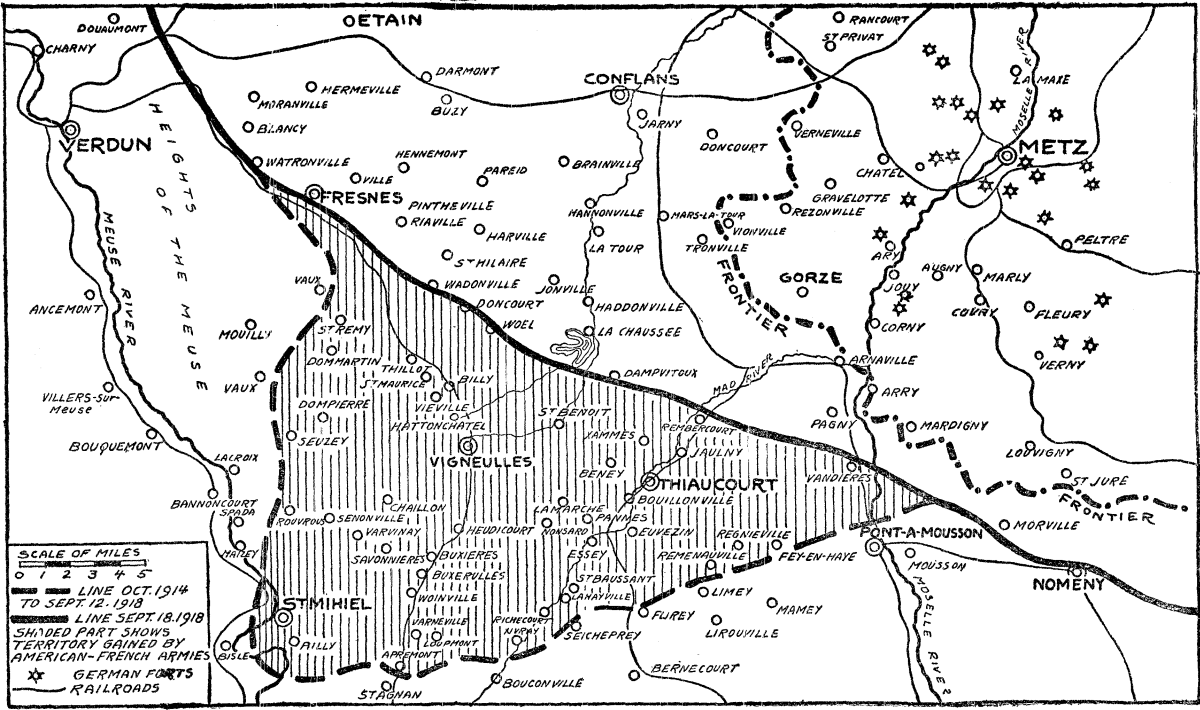 DOUAUMONT
ETAIN
RANCOURT
ST PRIVAT
CHARNY
DARMONT
CONFLANS
LA MAXE
MOSELLE RIVER
HERMEVILLE
MORANVILLE
BUZY
JARNY
VERNEVILLE
BLANCY
DONCOURT
VERDUN
METZ
HEIGHTS OF THE MEUSE
WATRONVILLE
HENNEMONT
BRAINVILLE
CHATEL
VILLE
PAREID
FRESNES
GRAVELOTTE
PINTHEVILLE
HANNONVILLE
MARS-LA-TOUR
REZONVILLE
RIAVILLE
HARVILLE
VIONVILLE
LA TOUR
TRONVILLE
PELTRE
MEUSE RIVER
ST HILAIRE
FRONTIER
ARY
GORZE
AUGNY
MARLY
VAUX
WADONVILLE
JONVILLE
JOUY
ANCEMONT
DONCOURT
HADDONVILLE
COVRY
FLEURY
MOUILLY
ST REMY
WOEL
LA CHAUSSEE
CORNY
DOMMARTIN
THILLOT
MAD RIVER
ARNAVILLE
VERNY
VAUX
ST MAURICE
BILLY
DAMPVITOUX
ARRY
VILLERS-SUR-
MEUSE
DOMPIERRE
VIEVILLE
ST BENOIT
HATTONCHATEL
REMBERCOURT
PAGNY
MARDIGNY
BOUQUEMONT
SEUZEY
XAMMES
JAULNY
LOUVIGNY
VIGNEULLES
LACROIX
BENEY
VANDIERES
ST JURE
THIAUCOURT
BANNONCOURT
BOUILLONVILLE
FRONTIER
SPADA
CHAILLON
LAMARCHE
ROUVROUS
SENONVILLE
HEUDICOURT
NONSARD
PANNES
EUVEZIN
REGNIEVILLE
MORVILLE
VARVINAY
PONT-A-MOUSSON
MAIZEY
SAVONNIERES
BUXIERES
ESSEY
REMENAUVILLE
FEY-EN-HAYE
MOUSSON
BUXERULLES
ST BAUSSANT
NOMENY
WOINVILLE
LAHAYVILLE
LIMEY
ST MIHIEL
MAMEY
VARNEVILLE
RICHECOURT
FLIREY
LIROUVILLE
AILLY
LOUPMONT
NVRAY
SEICHEPREY
BISLE
APREMONT
BERNECOURT
STAGNAN
BOUCONVILLE
MOSELLE RIVER
SCALE OF MILES
0 1 2 3 4 5
LINE OCT. 1914
TO SEPT. 12. 1918
LINE SEPT. 18. 1918
SHADED PART SHOWS
TERRITORY GAINED BY
AMERICAN-FRENCH ARMIES
GERMAN FORTS
RAILROADS